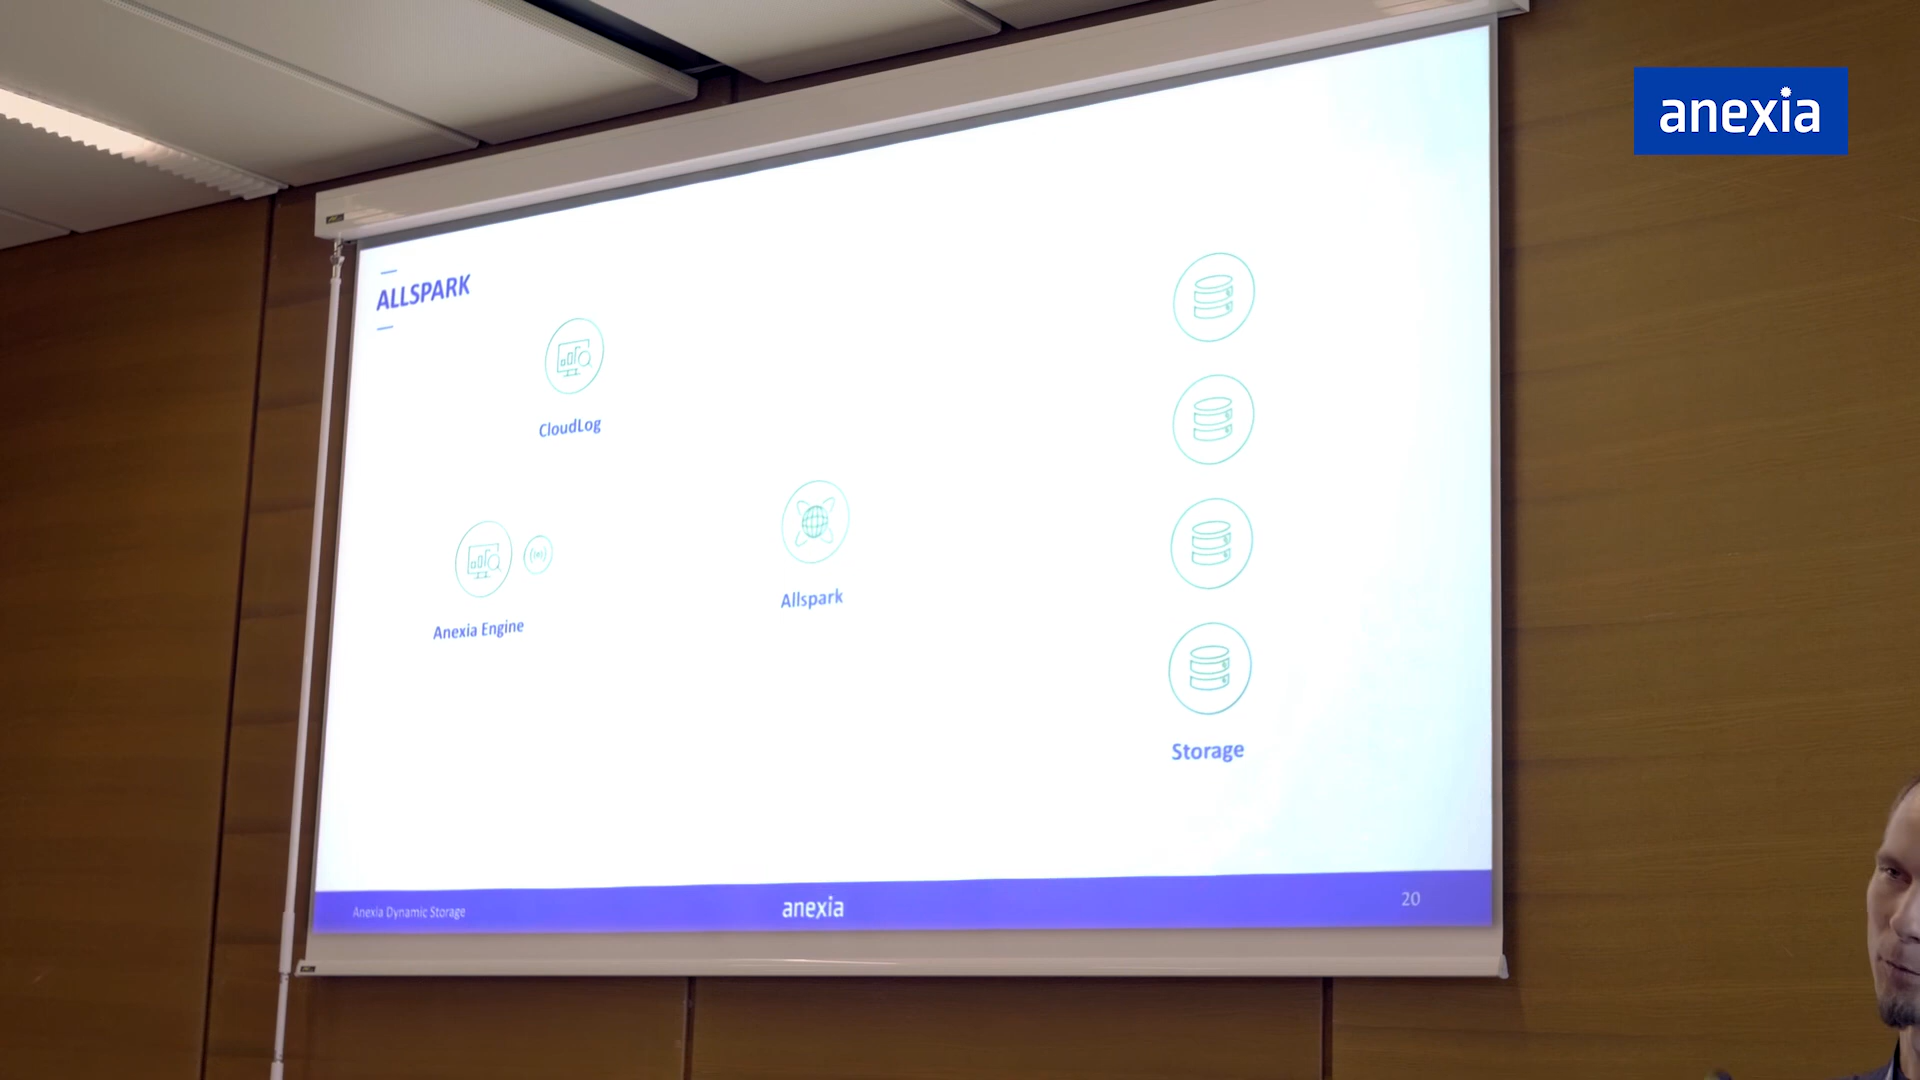 anexia
ALLSPARK
CloudLog
Anexia Engine
Allspark
Storage
Anexia Dynamic Storage
anexia
20